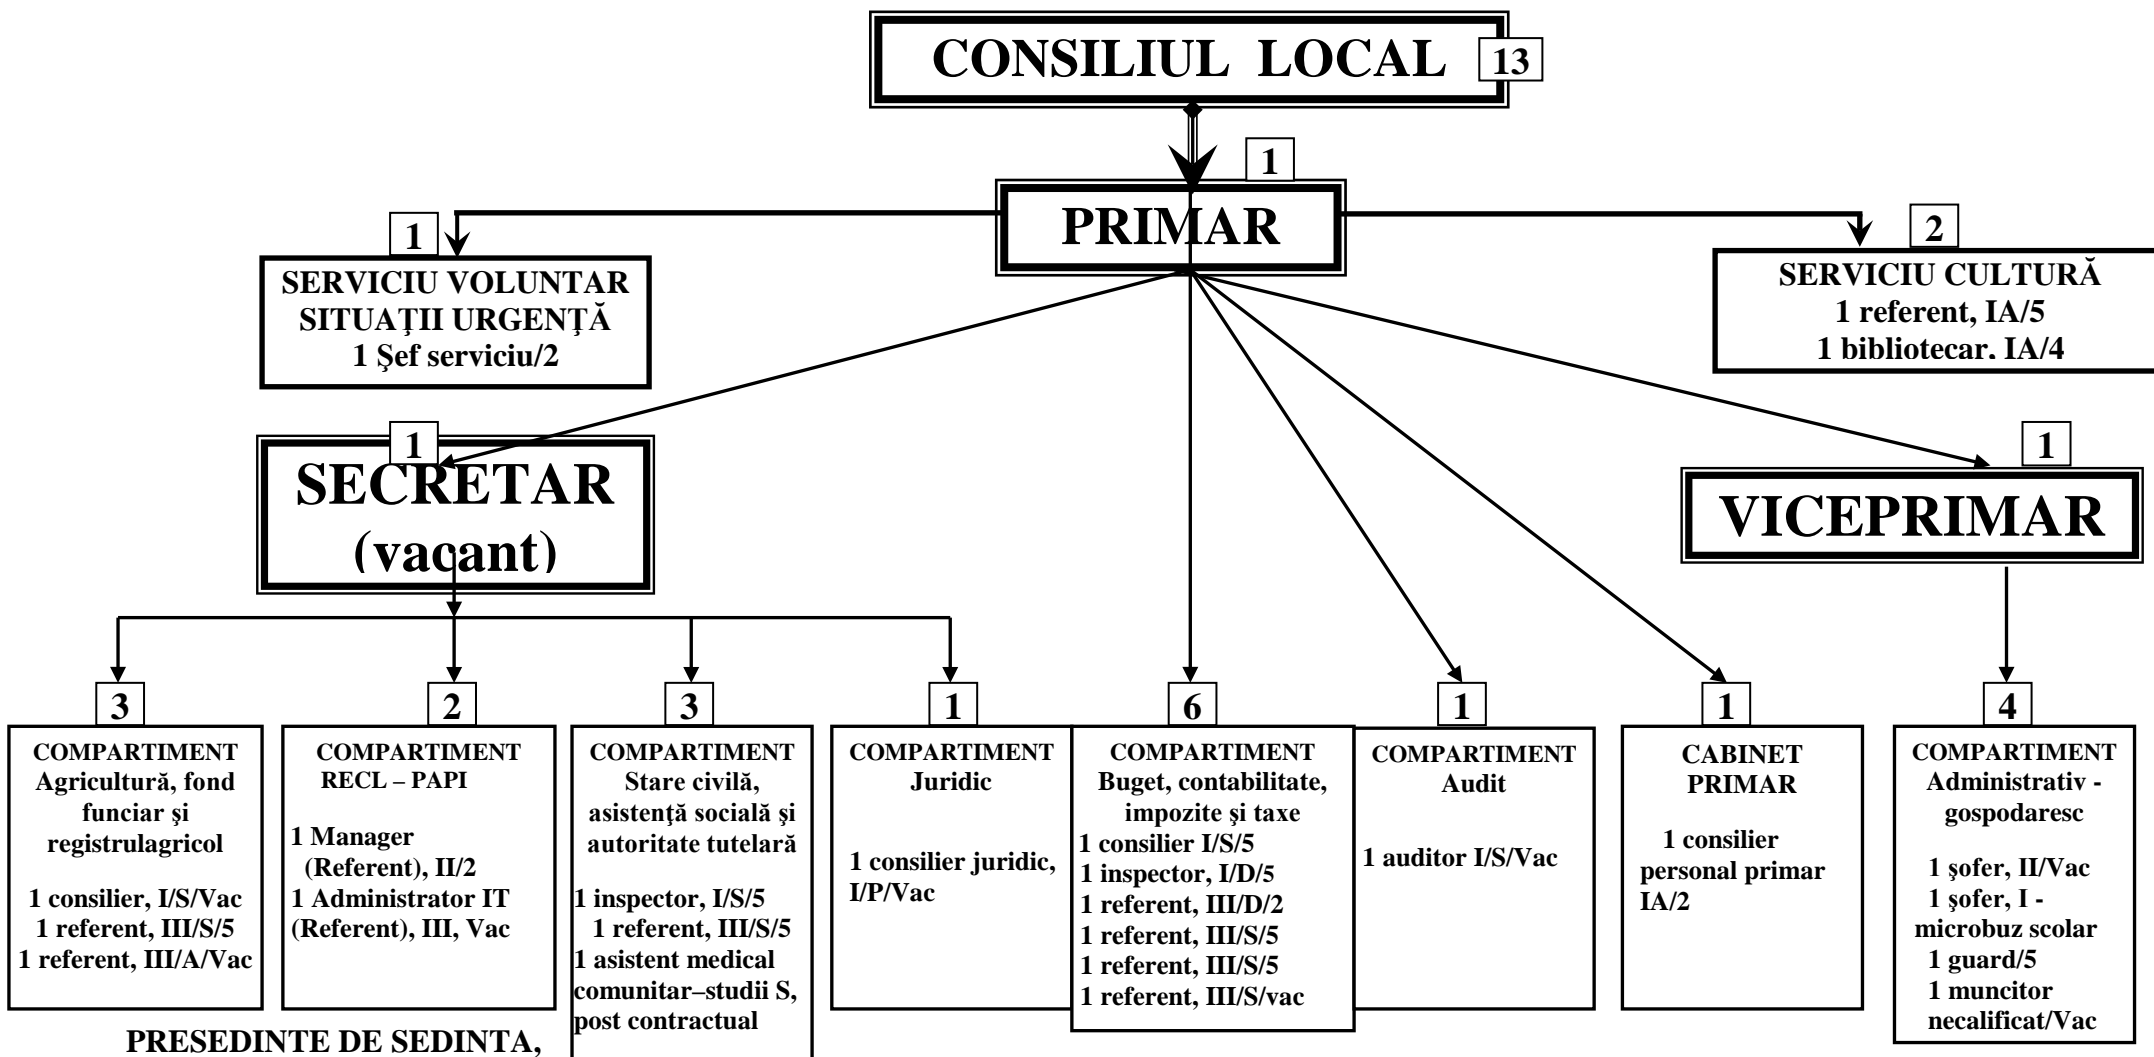 CONSILIUL LOCAL
13
1
PRIMAR
1
SERVICIU VOLUNTAR
SITUAŢII URGENŢĂ
1 Şef serviciu/2
2
SERVICIU CULTURĂ
1 referent, IA/5
1 bibliotecar, IA/4
1
SECRETAR
(vacant)
1
VICEPRIMAR
3
COMPARTIMENT
Agricultură, fond
funciar şi
registrulagricol
1 consilier, I/S/Vac
1 referent, III/S/5
1 referent, III/A/Vac
2
COMPARTIMENT
RECL – PAPI
1 Manager
(Referent), II/2
1 Administrator IT
(Referent), III, Vac
3
COMPARTIMENT
Stare civilă,
asistenţă socială şi
autoritate tutelară
1 inspector, I/S/5
1 referent, III/S/5
1 asistent medical
comunitar–studii S,
post contractual
1
COMPARTIMENT
Juridic
1 consilier juridic,
I/P/Vac
6
COMPARTIMENT
Buget, contabilitate,
impozite şi taxe
1 consilier I/S/5
1 inspector, I/D/5
1 referent, III/D/2
1 referent, III/S/5
1 referent, III/S/5
1 referent, III/S/vac
1
COMPARTIMENT
Audit
1 auditor I/S/Vac
1
CABINET
PRIMAR
1 consilier
personal primar
IA/2
4
COMPARTIMENT
Administrativ -
gospodaresc
1 şofer, II/Vac
1 şofer, I -
microbuz scolar
1 guard/5
1 muncitor
necalificat/Vac
PRESEDINTE DE SEDINTA,